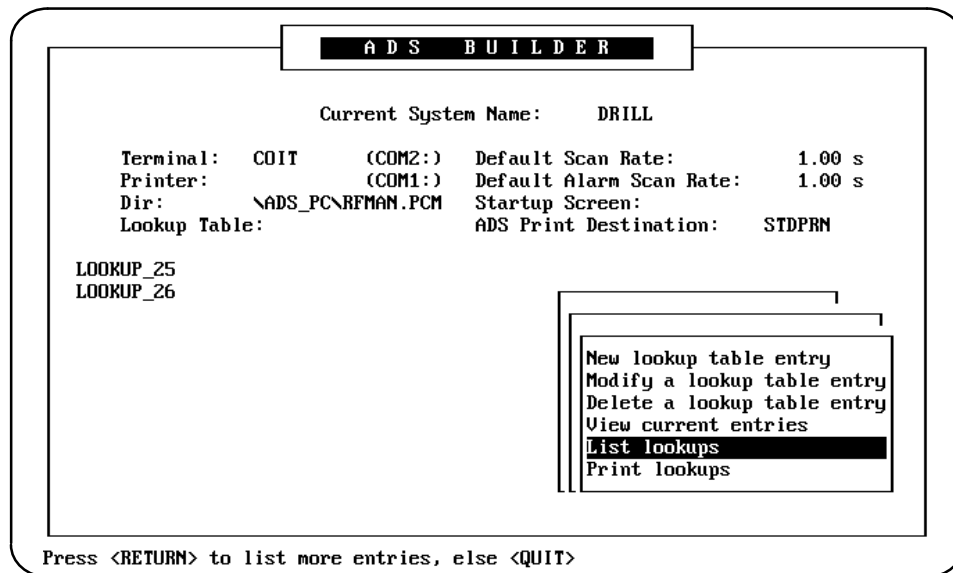 ADS BUILDER
Current System Name: DRILL
Terminal: COIT (COM2:) Default Scan Rate: 1.00 s
Printer: (COM1:) Default Alarm Scan Rate: 1.00 s
Dir: \ADS_PC\RFMAN.PCM Startup Screen:
Lookup Table: ADS Print Destination: STDPRN
LOOKUP_25
LOOKUP_26
New lookup table entry
Modify a lookup table entry
Delete a lookup table entry
View current entries
List lookups
Print lookups
Press <RETURN> to list more entries, else <QUIT>